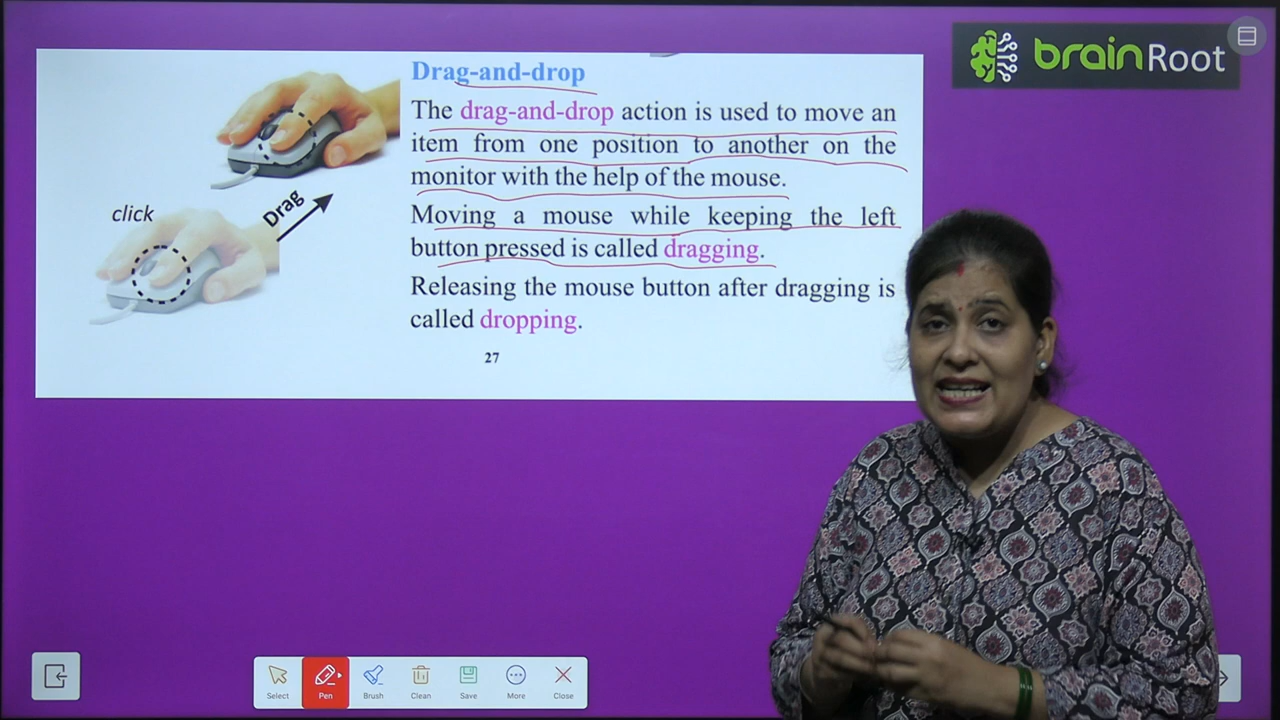 brainRoot
Drag-and-drop
The drag-and-drop action is used to move an
item from one position to another on the
monitor with the help of the mouse.
Moving a mouse while keeping the left
button pressed is called dragging.
Releasing the mouse button after dragging is
called dropping.
27
click
Drag
Select
Pen
Brush
Clean
Save
More
Close